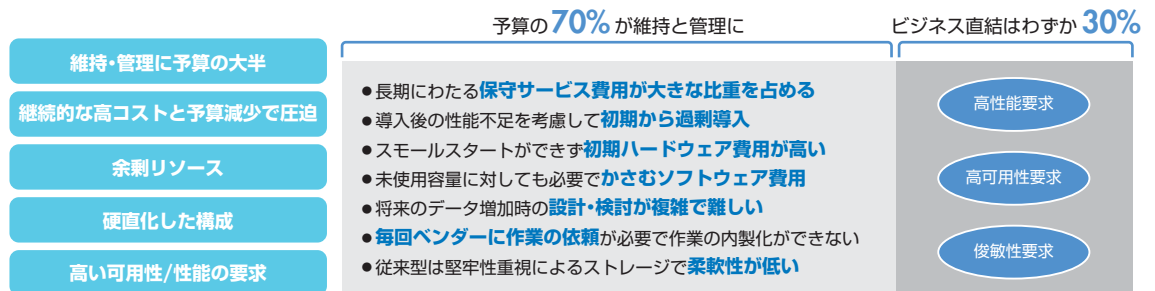 予算の70%が維持と管理に
ビジネス直結はわずか30%
維持・管理に予算の大半
継続的な高コストと予算減少で圧迫
余剰リソース
硬直化した構成
高い可用性/性能の要求
●長期にわたる保守サービス費用が大きな比重を占める
●導入後の性能不足を考慮して初期から過剰導入
●スモールスタートができず初期ハードウェア費用が高い
●未使用容量に対しても必要でかさむソフトウェア費用
●将来のデータ増加時の設計・検討が複雑で難しい
●毎回ベンダーに作業の依頼が必要で作業の内製化ができない
●従来型は堅牢性重視によるストレージで柔軟性が低い
高性能要求
高可用性要求
俊敏性要求